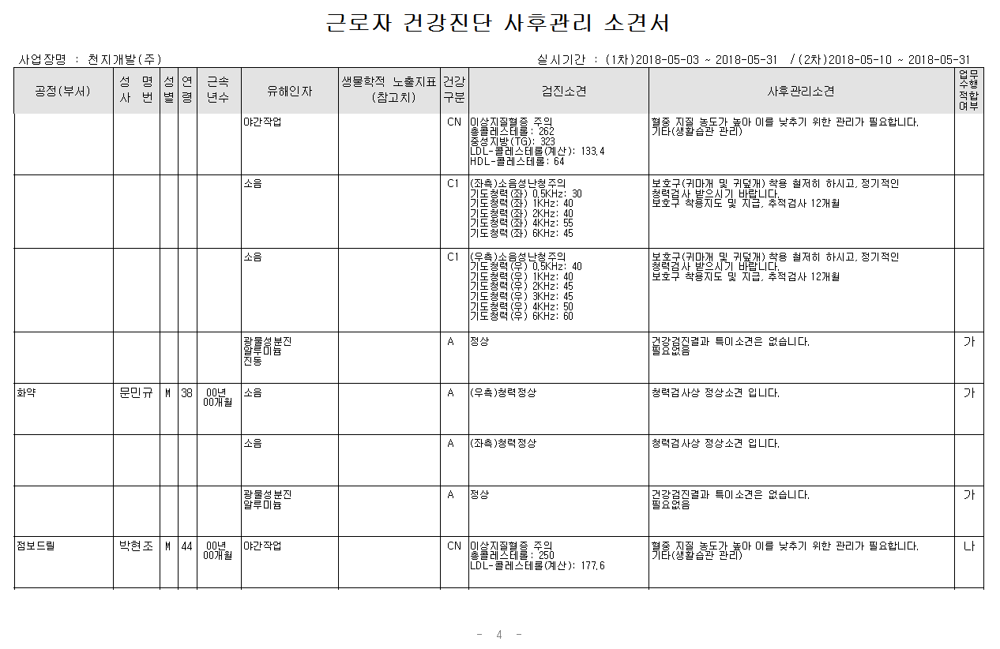 근로자 건강진단 사후관리 소견서
사업장명 : 천지개발(주) 실시기간 : (1차)2018-05-03 ~ 2018-05-31 /(2차)2018-05-10 ~ 2018-05-31
공정(부서) 성 명 사 번 성별 연령 근속년수 유해인자 생물학적 노출지표 (참고치) 건강구분 검진소견 사후관리소견 업무수행적합여부
야간작업 CN 이상지질혈증 주의 혈중 지질 농도가 높아 이를 낮추기 위한 관리가 필요합니다.
총콜레스테롤: 262 기타(생활습관 관리)
중성지방(TG): 323
LDL-콜레스테롤(계산): 133.4
HDL-콜레스테롤: 64
소음 C1 (좌측)소음성난청주의 보호구(귀마개 및 귀덮개) 착용 철저히 하시고, 정기적인
기도청력(좌) 0.5KHz: 30 청력검사 받으시기 바랍니다.
기도청력(좌) 1KHz: 40 보호구 착용지도 및 지급, 추적검사 12개월
기도청력(좌) 2KHz: 40
기도청력(좌) 4KHz: 55
기도청력(좌) 6KHz: 45
소음 C1 (우측)소음성난청주의 보호구(귀마개 및 귀덮개) 착용 철저히 하시고, 정기적인
기도청력(우) 0.5KHz: 40 청력검사 받으시기 바랍니다.
기도청력(우) 1KHz: 40 보호구 착용지도 및 지급, 추적검사 12개월
기도청력(우) 2KHz: 45
기도청력(우) 3KHz: 45
기도청력(우) 4KHz: 50
기도청력(우) 6KHz: 60
광물성분진 A 정상 건강검진결과 특이소견은 없습니다. 가
알루미늄 필요없음
진동
화약 문민규 M 38 00년 소음 A (우측)청력정상 청력검사상 정상소견 입니다. 가
00개월
소음 A (좌측)청력정상 청력검사상 정상소견 입니다.
광물성분진 A 정상 건강검진결과 특이소견은 없습니다. 가
알루미늄 필요없음
점보드릴 박현조 M 44 00년 야간작업 CN 이상지질혈증 주의 혈중 지질 농도가 높아 이를 낮추기 위한 관리가 필요합니다. 나
00개월 총콜레스테롤: 250 기타(생활습관 관리)
LDL-콜레스테롤(계산): 177.6
- 4 -